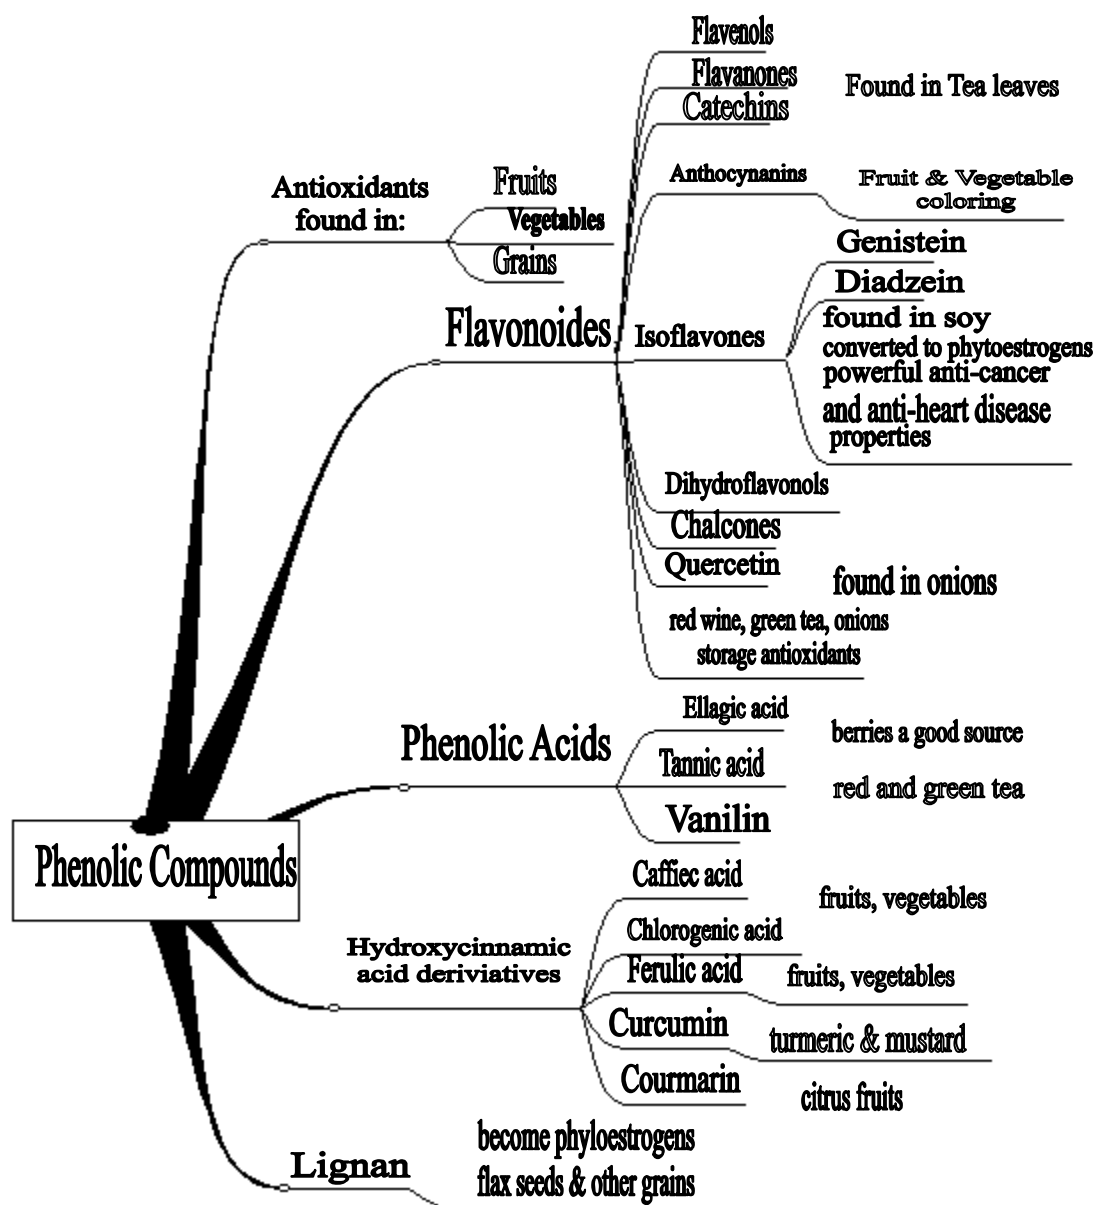 Flavenols
Flavanones
Found in Tea leaves
Catechins
Antioxidants
found in:
Fruits
Vegetables
Grains
Anthocynanins
Fruit & Vegetable
coloring
Flavonoides
Isoflavones
Genistein
Diadzein
found in soy
converted to phytoestrogens
powerful anti-cancer
and anti-heart disease
properties
Dihydroflavonols
Chalcones
Quercetin
found in onions
red wine, green tea, onions
storage antioxidants
Phenolic Acids
Ellagic acid
berries a good source
Tannic acid
red and green tea
Vanilin
Phenolic Compounds
Hydroxycinnamic
acid deriviatives
Caffiec acid
fruits, vegetables
Chlorogenic acid
Ferulic acid
fruits, vegetables
Curcumin
turmeric & mustard
Courmarin
citrus fruits
Lignan
become phyloestrogens
flax seeds & other grains